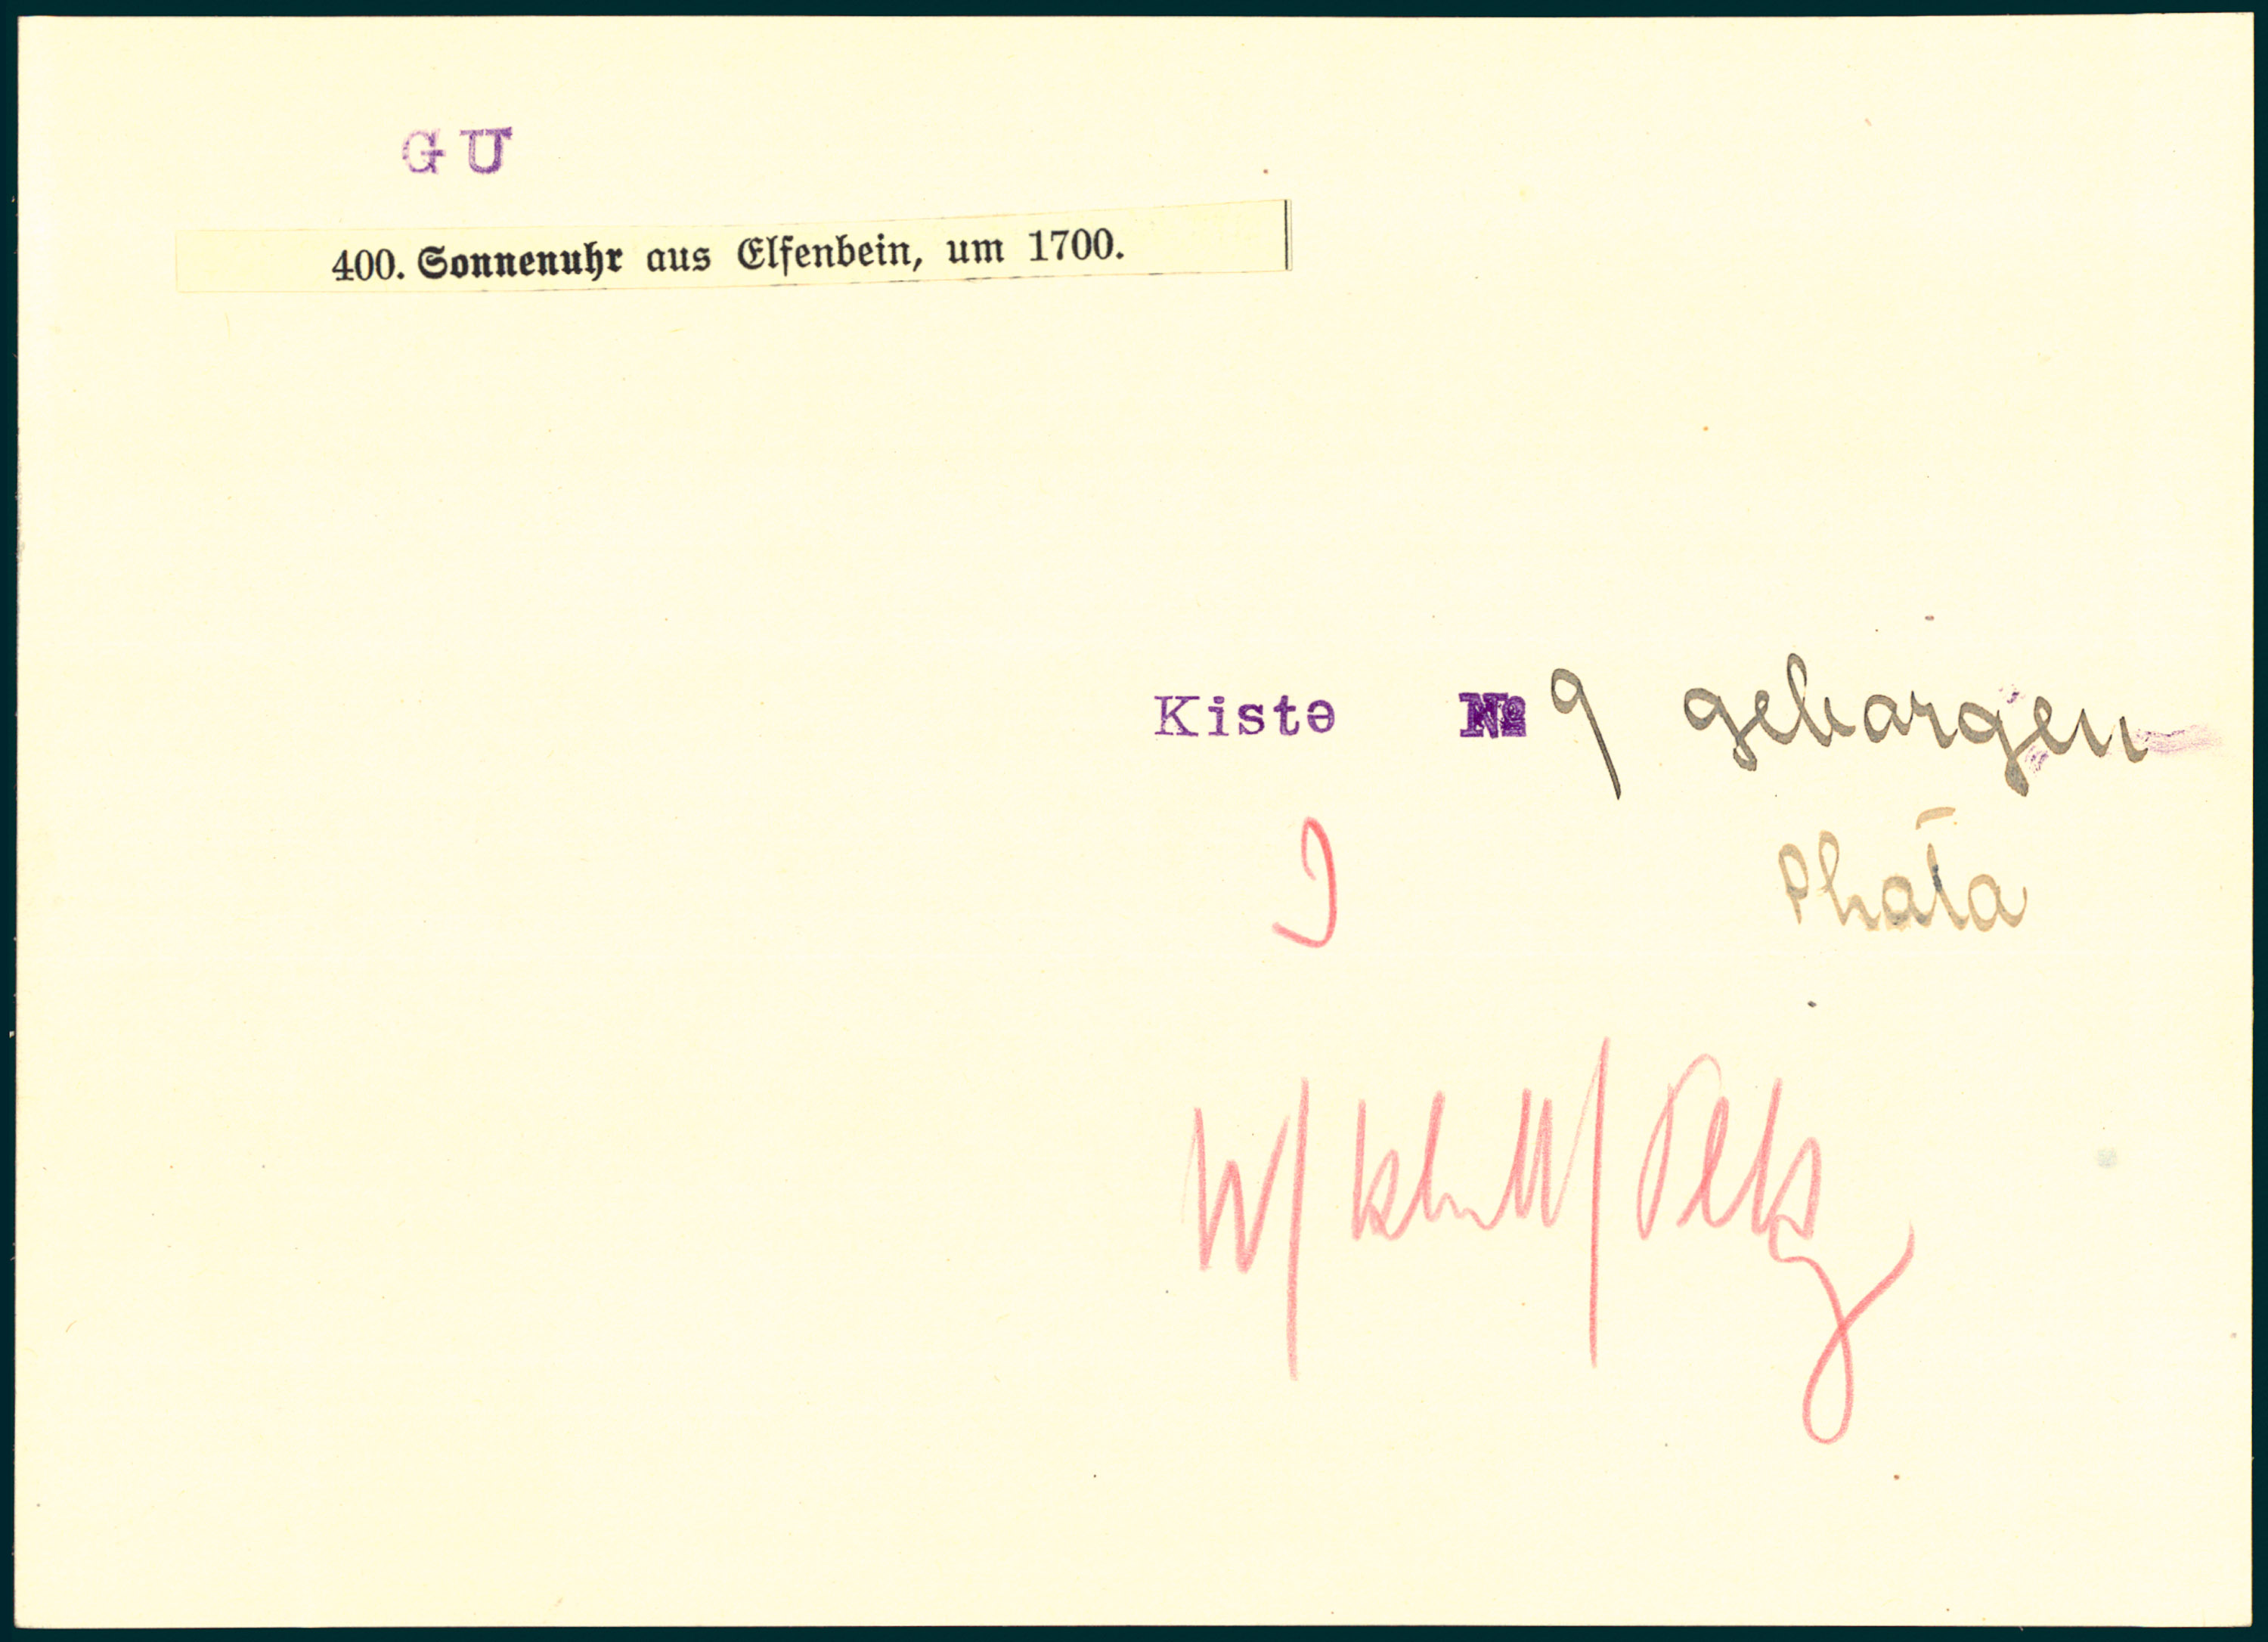 GU
400. Sonnenuhr aus Elfenbein, um 1700.
Kiste № 9 geborgen
J
Photo